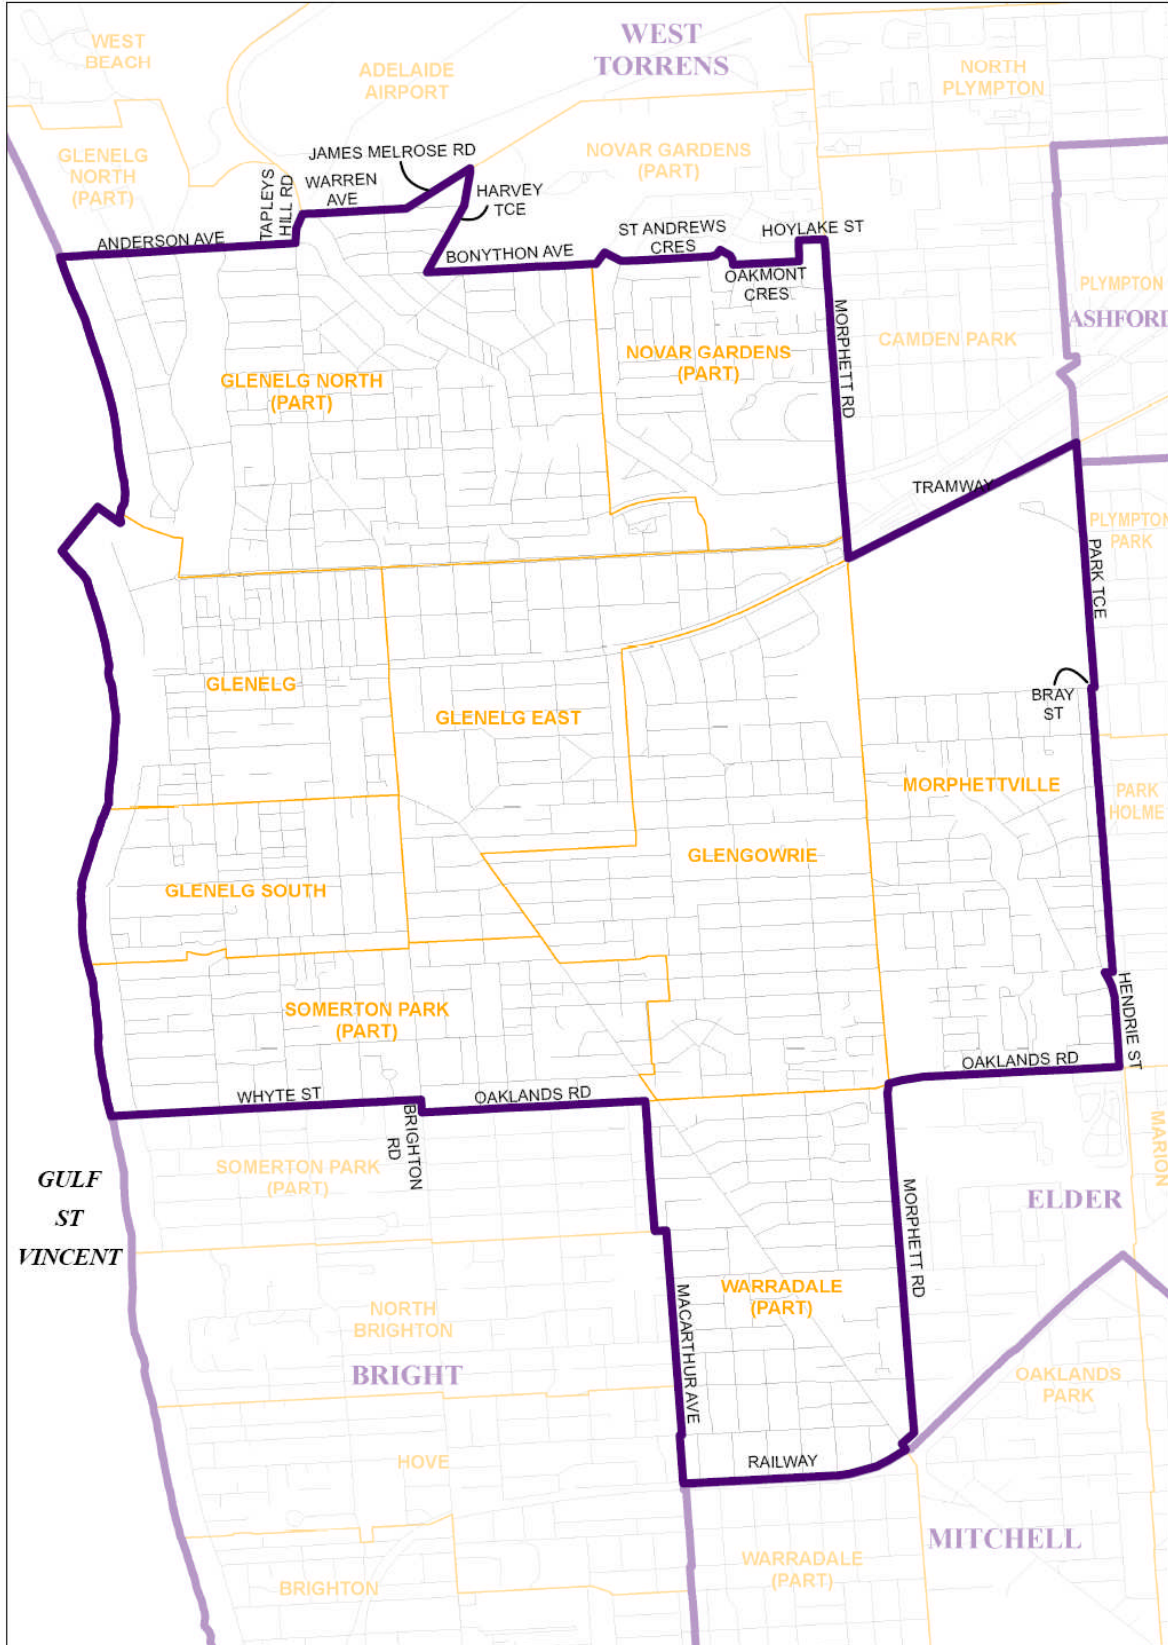 WEST
TORRENS
WEST
BEACH
ADELAIDE
AIRPORT
NORTH
PLYMPTON
GLENELG
NORTH
(PART)
JAMES MELROSE RD
NOVAR GARDENS
(PART)
TAPLEYS
HILL RD
WARREN
AVE
HARVEY
TCE
ANDERSON AVE
BONYTHON AVE
ST ANDREWS
CRES
HOYLAKE ST
OAKMONT
CRES
PLYMPTON
ASHFORD
MORPHETT RD
CAMDEN PARK
GLENELG NORTH
(PART)
NOVAR GARDENS
(PART)
TRAMWAY
PLYMPTON
PARK
PARK TCE
GLENELG
GLENELG EAST
BRAY
ST
MORPHETTVILLE
PARK
HOLME
GLENGOWRIE
GLENELG SOUTH
SOMERTON PARK
(PART)
HENDRIE ST
OAKLANDS RD
WHYTE ST
OAKLANDS RD
BRIGHTON
RD
MARION
SOMERTON PARK
(PART)
GULF
ST
VINCENT
ELDER
MORPHETT RD
WARRADALE
(PART)
MACARTHUR AVE
NORTH
BRIGHTON
BRIGHT
OAKLANDS
PARK
HOVE
RAILWAY
MITCHELL
WARRADALE
(PART)
BRIGHTON